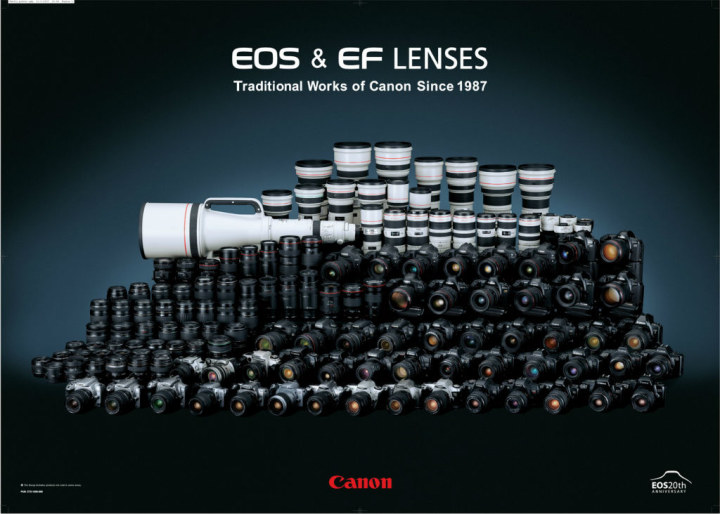 EOS & EF LENSES
Traditional Works of Canon Since 1987
Canon
EOS20th
ANNIVERSARY